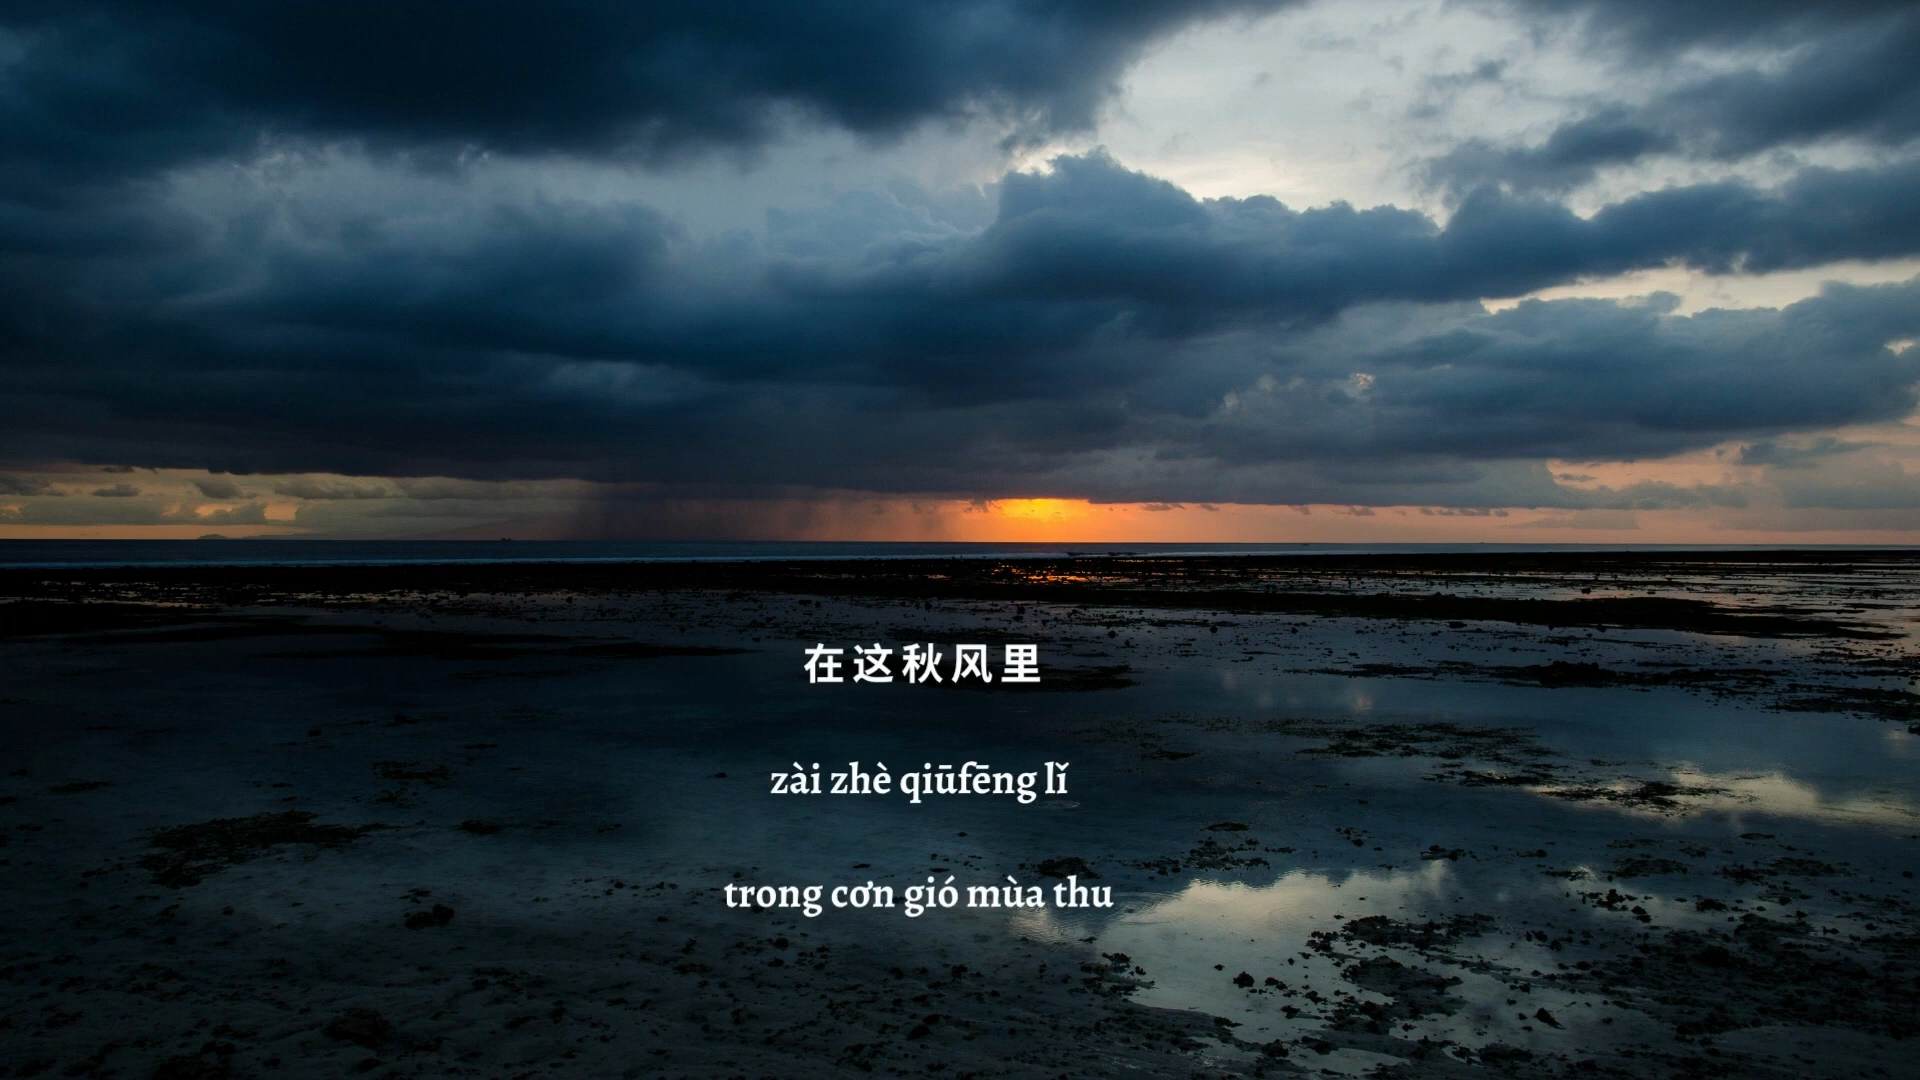 在这秋风里
zài zhè qiūfēng lǐ
trong cơn gió mùa thu